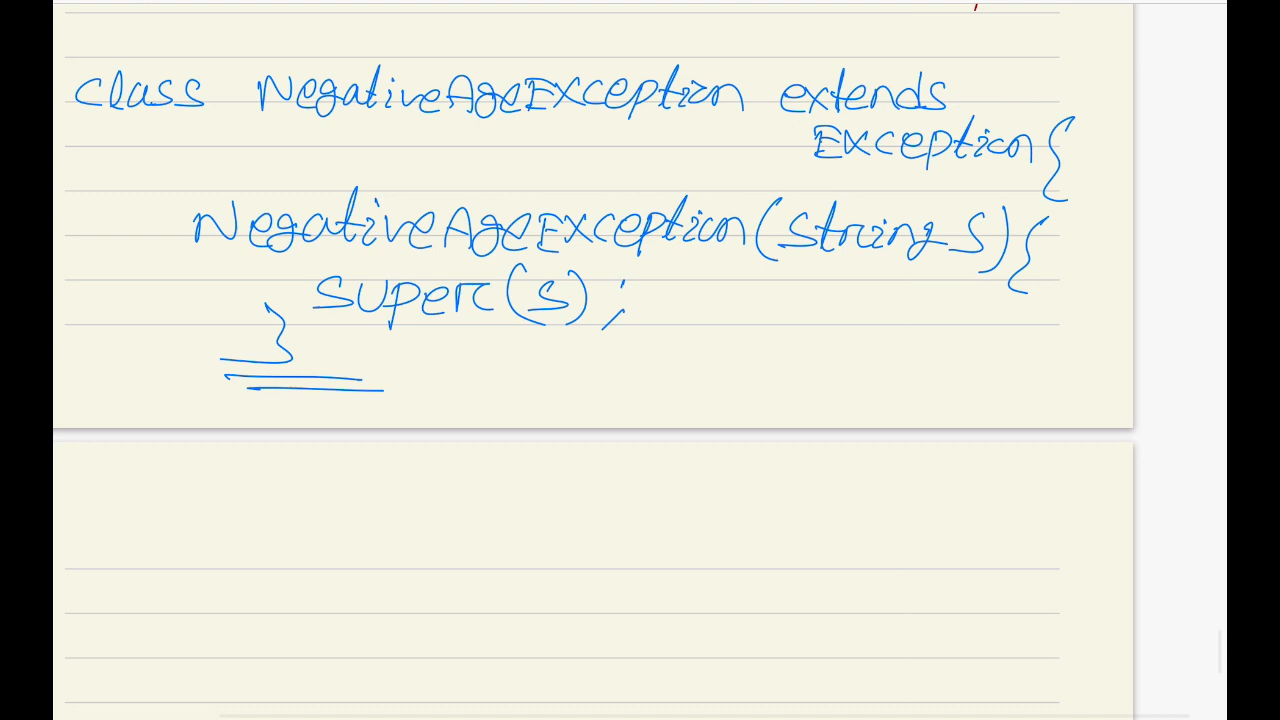 class NegativeAgeException extends
Exception{
NegativeAgeException(String s){
super(s);
}